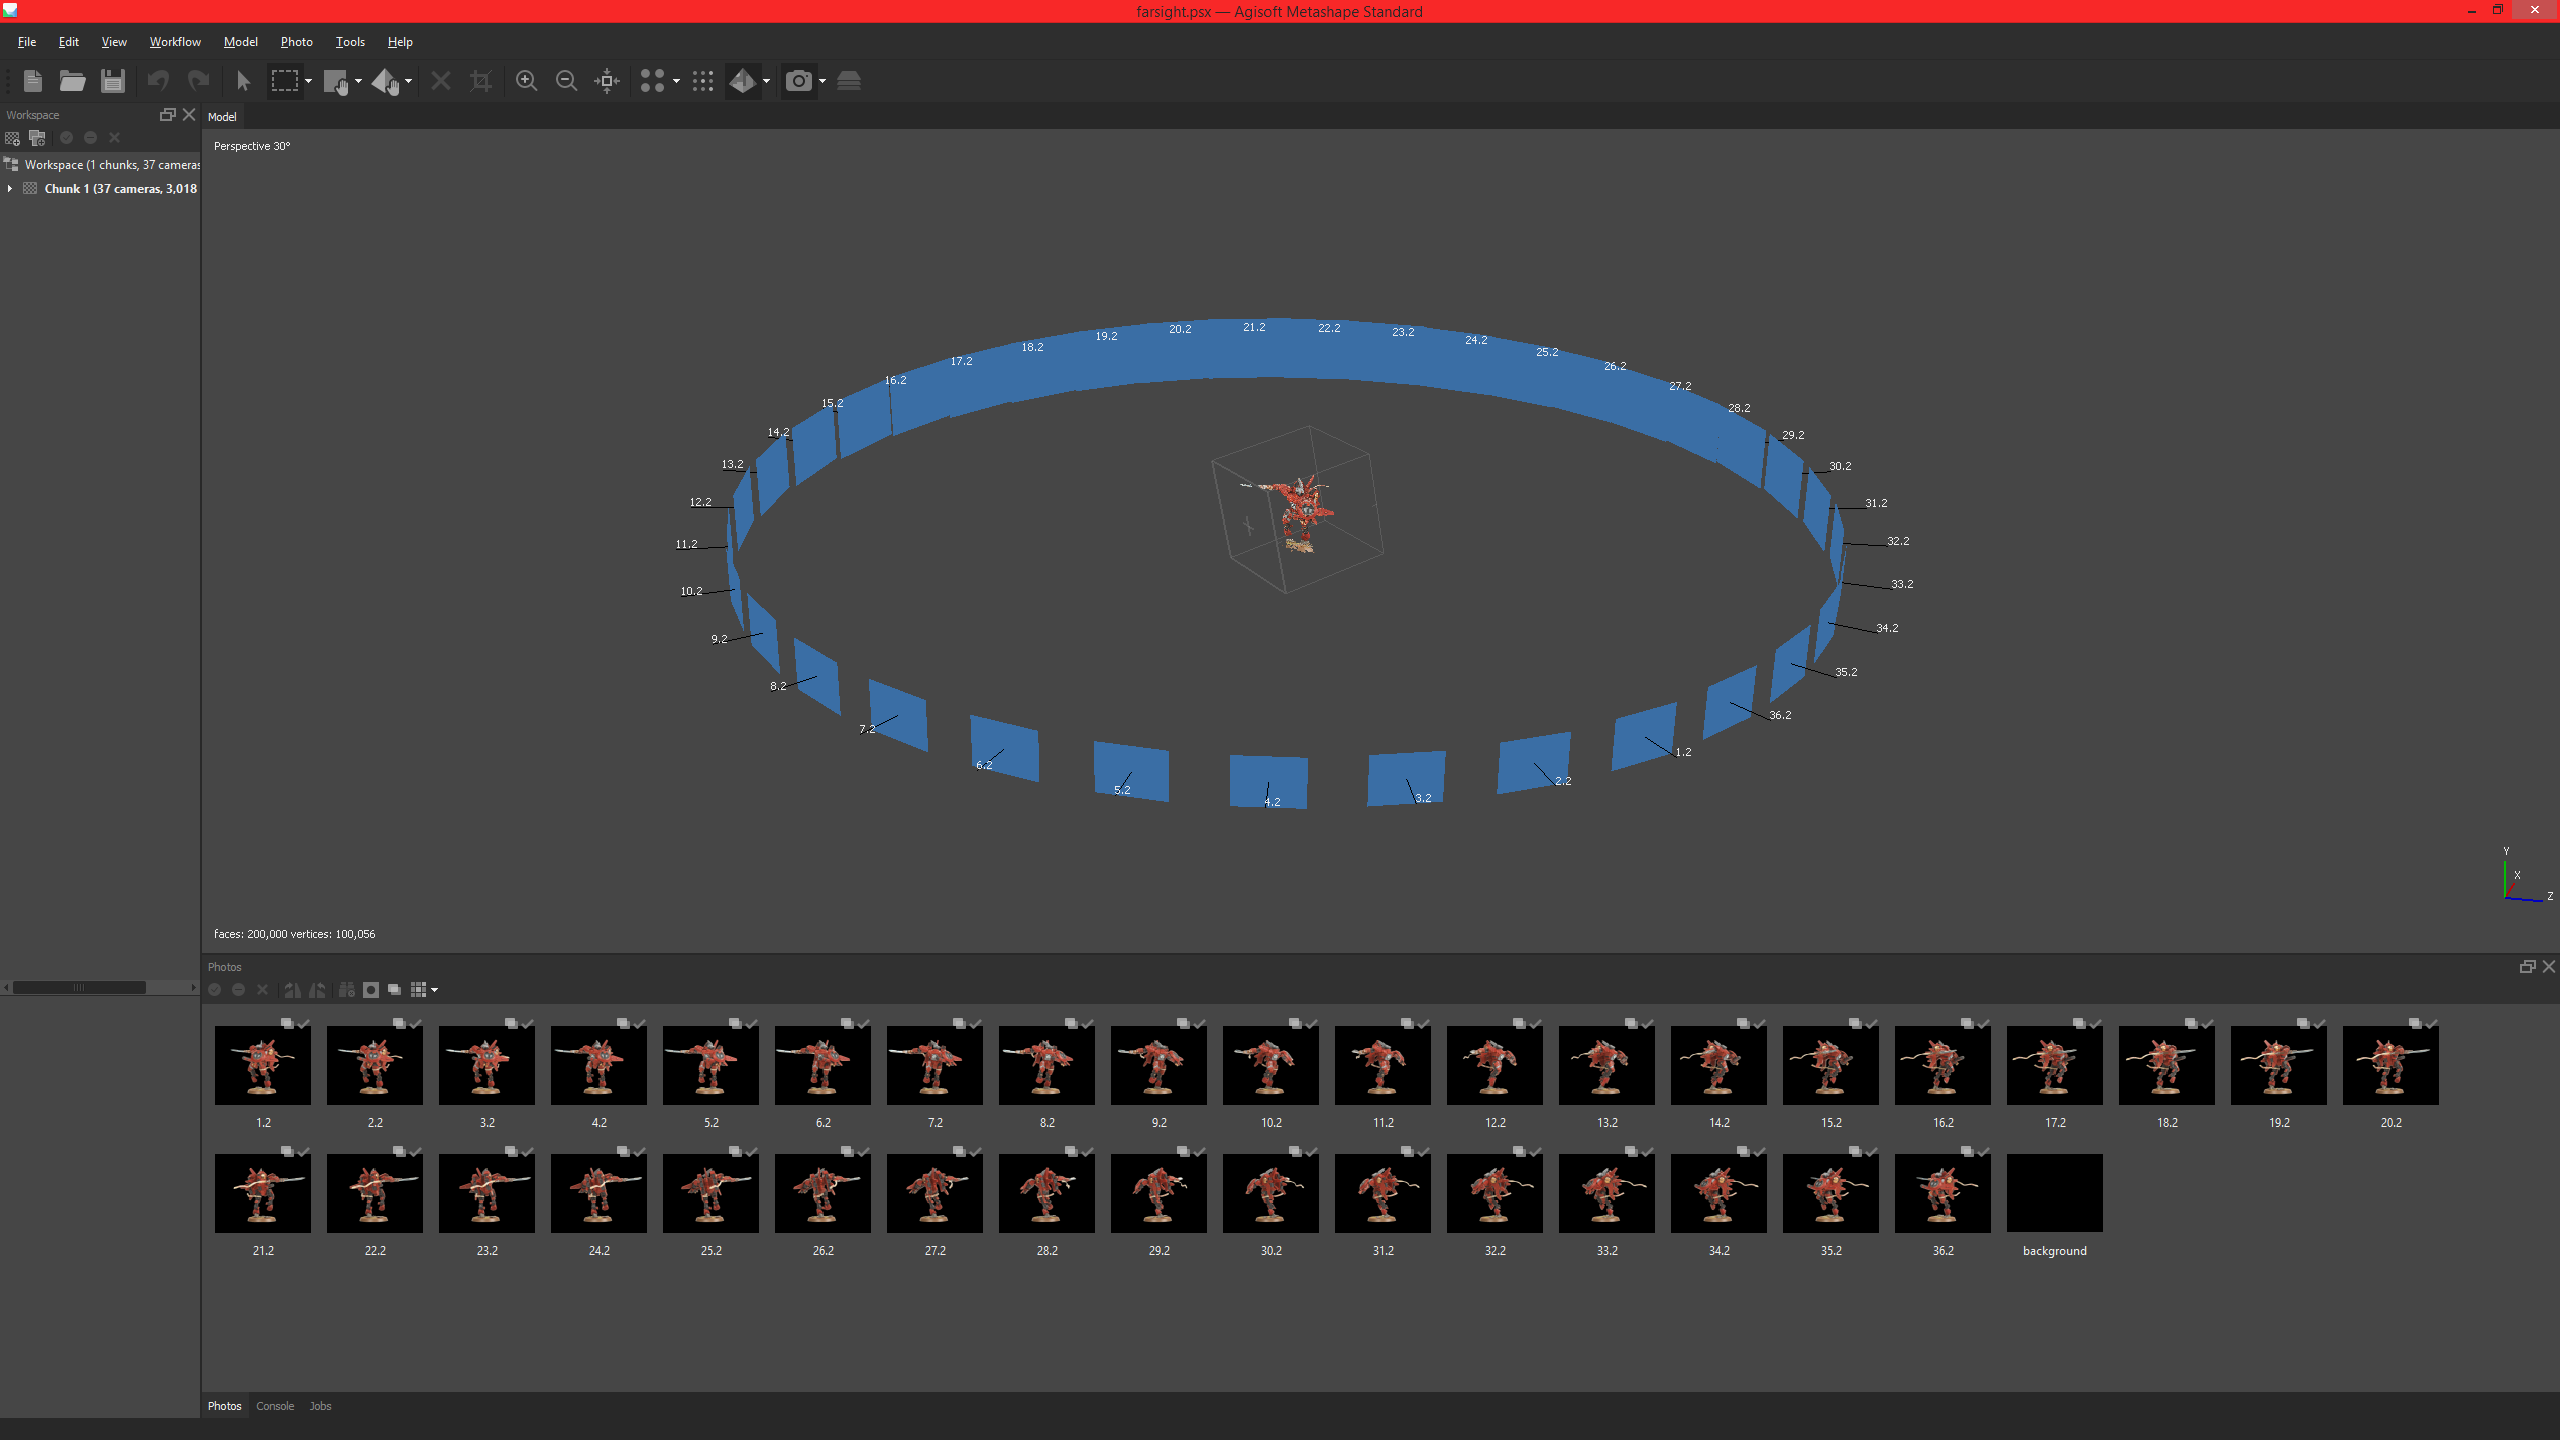 farsight.psx — Agisoft Metashape Standard
File Edit View Workflow Model Photo Tools Help
Workspace
Workspace (1 chunks, 37 cameras
Chunk 1 (37 cameras, 3,018
Model
Perspective 30°
19.2 20.2 21.2 22.2 23.2 24.2
18.2 25.2
17.2 26.2
16.2 27.2
15.2 28.2
14.2 29.2
13.2 30.2
12.2 31.2
11.2 32.2
10.2 33.2
9.2 34.2
8.2 35.2
7.2 36.2
6.2 1.2
5.2 2.2
4.2 3.2
Y
X
Z
faces: 200,000 vertices: 100,056
Photos
1.2 2.2 3.2 4.2 5.2 6.2 7.2 8.2 9.2 10.2 11.2 12.2 13.2 14.2 15.2 16.2 17.2 18.2 19.2 20.2
21.2 22.2 23.2 24.2 25.2 26.2 27.2 28.2 29.2 30.2 31.2 32.2 33.2 34.2 35.2 36.2 background
Photos Console Jobs